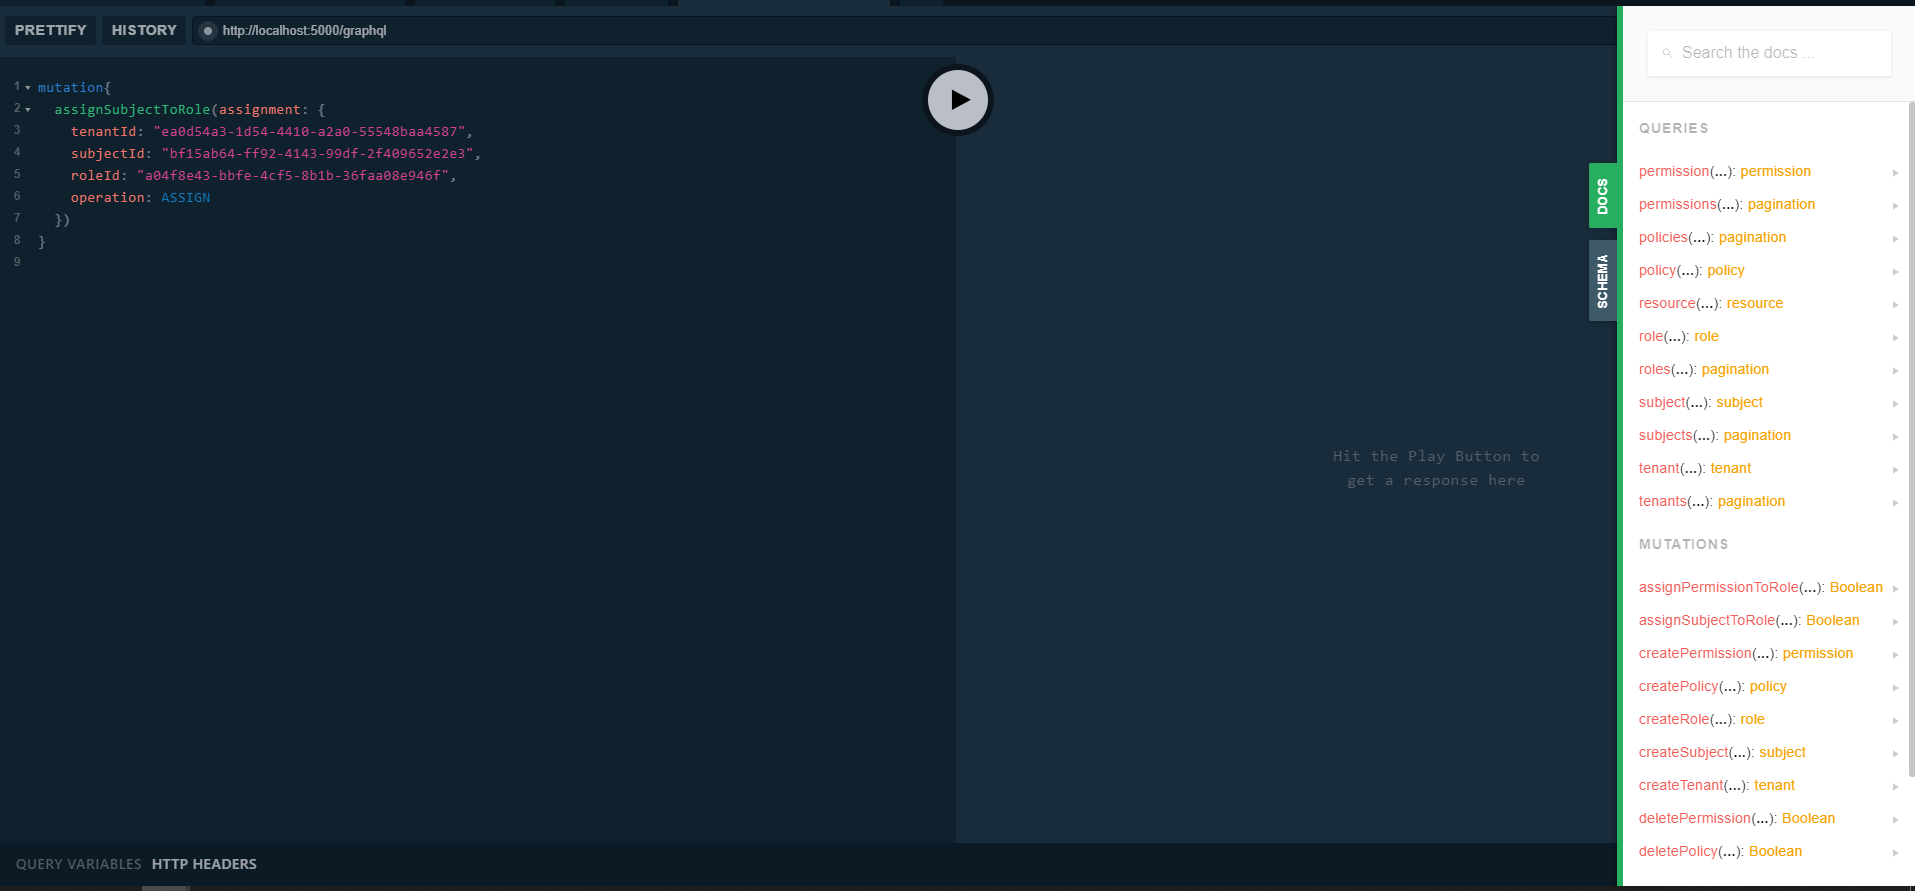 PRETTIFY HISTORY http://localhost:5000/graphql
1 mutation{
2 assignSubjectToRole(assignment: {
3 tenantId: "ea0d54a3-1d54-4410-a2a0-55548baa4587",
4 subjectId: "bf15ab64-ff92-4143-99df-2f409652e2e3",
5 roleId: "a04f8e43-bbfe-4cf5-8b1b-36faa08e946f",
6 operation: ASSIGN
7 })
8 }
9
Hit the Play Button to
get a response here
DOCS
SCHEMA
Search the docs ...
QUERIES
permission(...): permission
permissions(...): pagination
policies(...): pagination
policy(...): policy
resource(...): resource
role(...): role
roles(...): pagination
subject(...): subject
subjects(...): pagination
tenant(...): tenant
tenants(...): pagination
MUTATIONS
assignPermissionToRole(...): Boolean
assignSubjectToRole(...): Boolean
createPermission(...): permission
createPolicy(...): policy
createRole(...): role
createSubject(...): subject
createTenant(...): tenant
deletePermission(...): Boolean
deletePolicy(...): Boolean
QUERY VARIABLES HTTP HEADERS